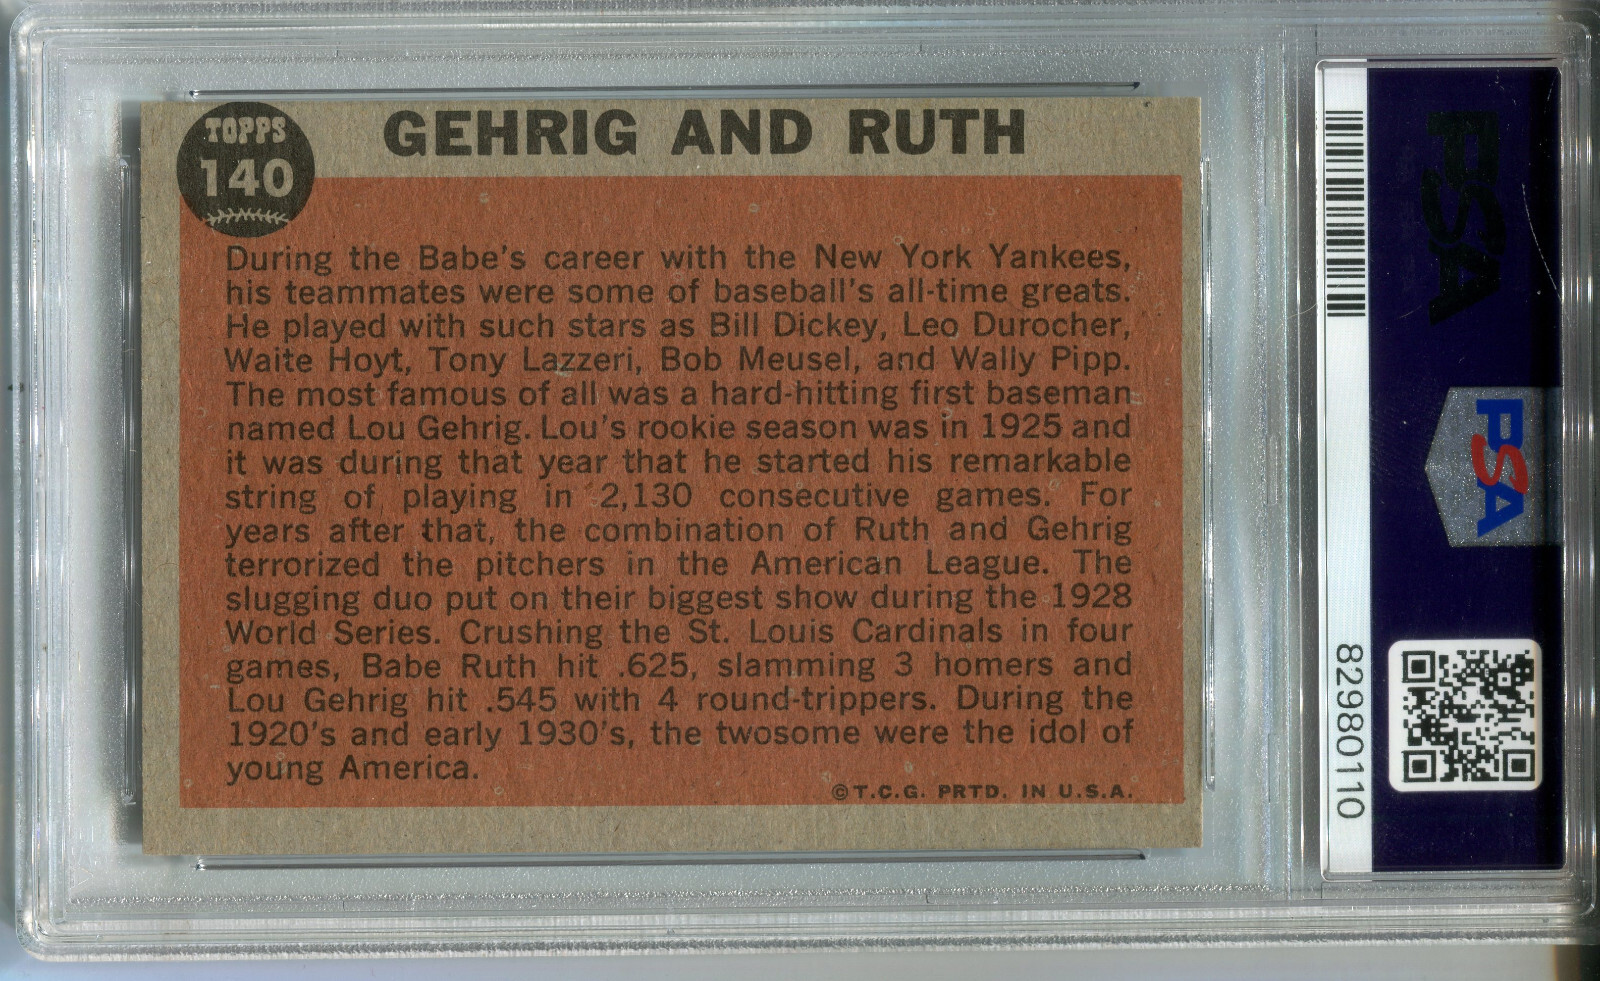 TOPPS
140
GEHRIG AND RUTH
During the Babe's career with the New York Yankees,
his teammates were some of baseball's all-time greats.
He played with such stars as Bill Dickey, Leo Durocher,
Waite Hoyt, Tony Lazzeri, Bob Meusel, and Wally Pipp.
The most famous of all was a hard-hitting first baseman
named Lou Gehrig. Lou's rookie season was in 1925 and
it was during that year that he started his remarkable
string of playing in 2,130 consecutive games. For
years after that, the combination of Ruth and Gehrig
terrorized the pitchers in the American League. The
slugging duo put on their biggest show during the 1928
World Series. Crushing the St. Louis Cardinals in four
games, Babe Ruth hit .625, slamming 3 homers and
Lou Gehrig hit .545 with 4 round-trippers. During the
1920's and early 1930's, the twosome were the idol of
young America.
©T.C.G. PRTD. IN U.S.A.
PSA
PSA
82980110